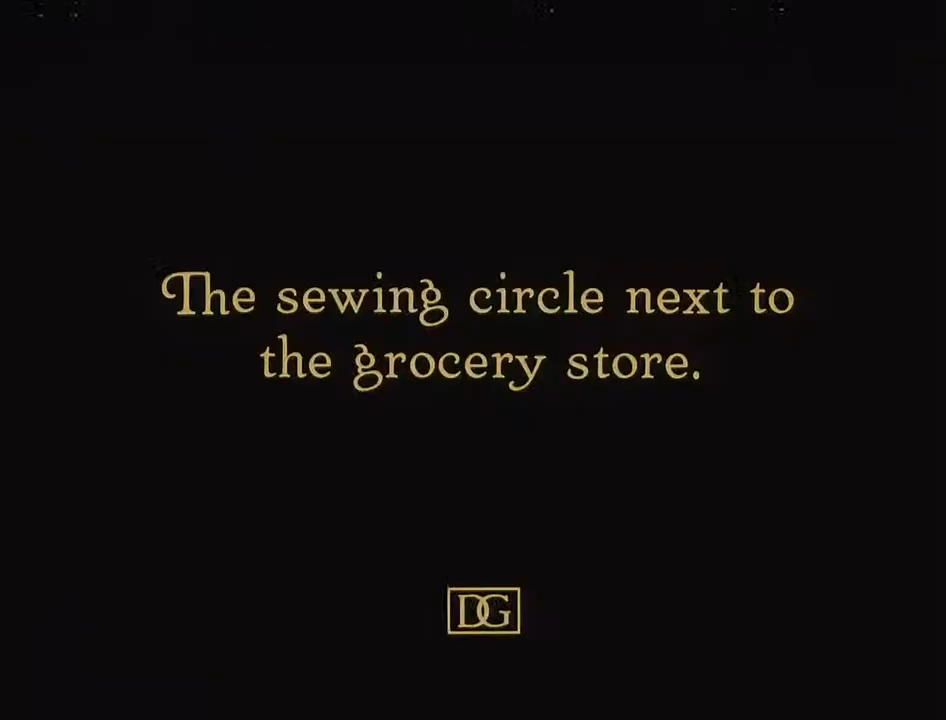 The sewing circle next to
the grocery store.
DG